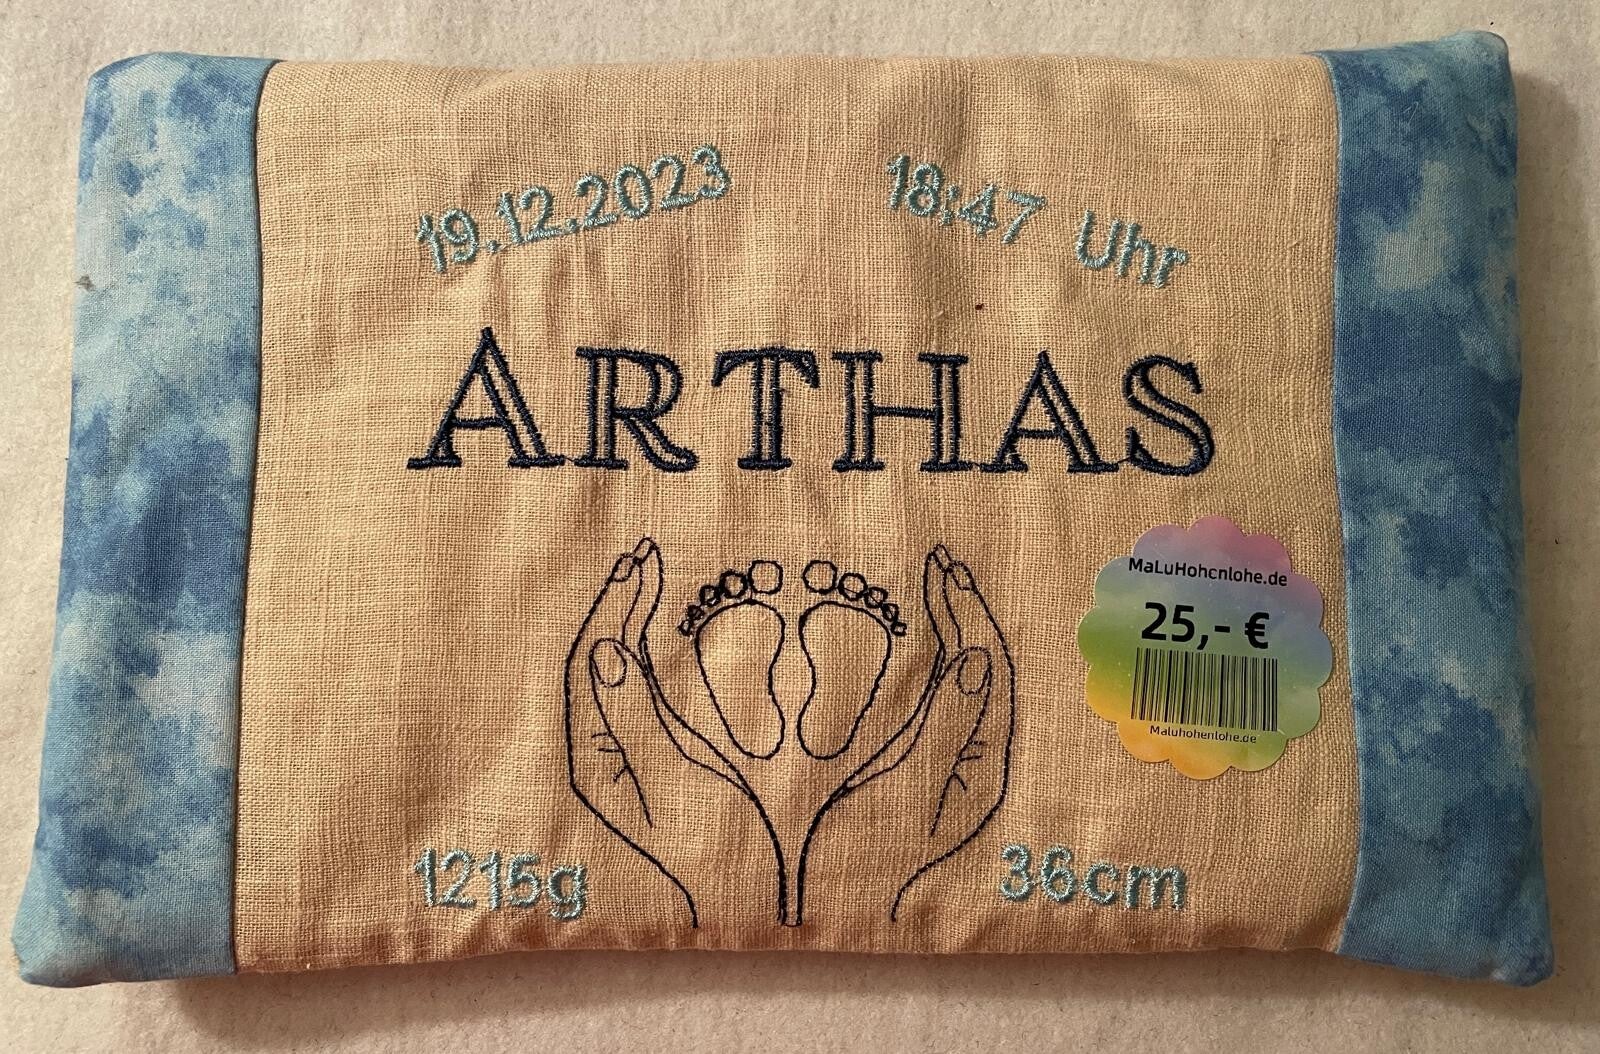 19.12.2023 18:47 Uhr
ARTHAS
MaLuHohenlohe.de
25,- €
Maluhohenlohe.de
1215g 36cm